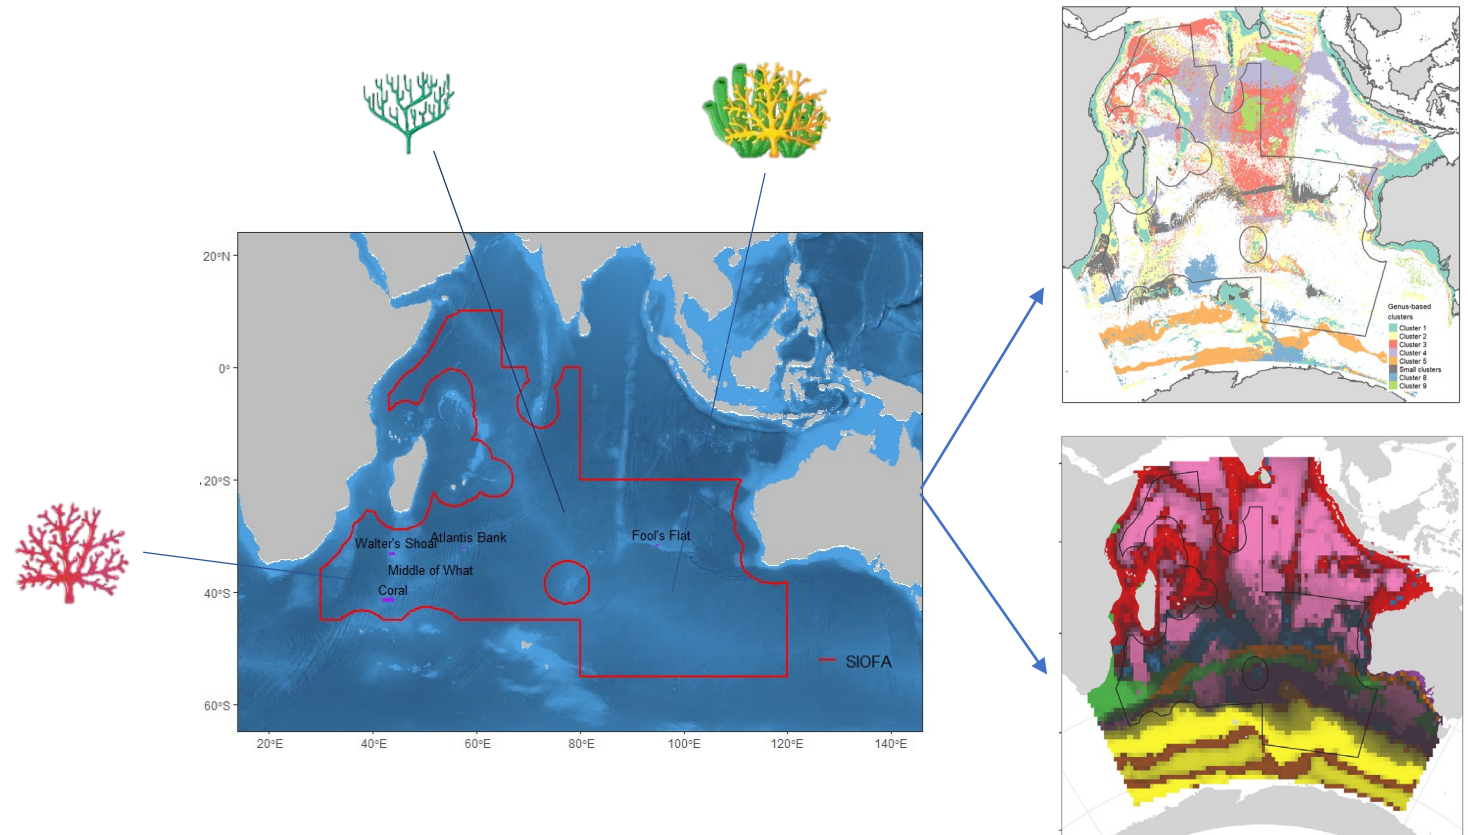 20°N
0°
20°S
40°S
60°S
20°E
40°E
60°E
80°E
100°E
120°E
140°E
Walter's Shoal
Atlantis Bank
Fool's Flat
Middle of What
Coral
SIOFA
Genus-based
clusters
Cluster 1
Cluster 2
Cluster 3
Cluster 4
Cluster 5
Small clusters
Cluster 8
Cluster 9